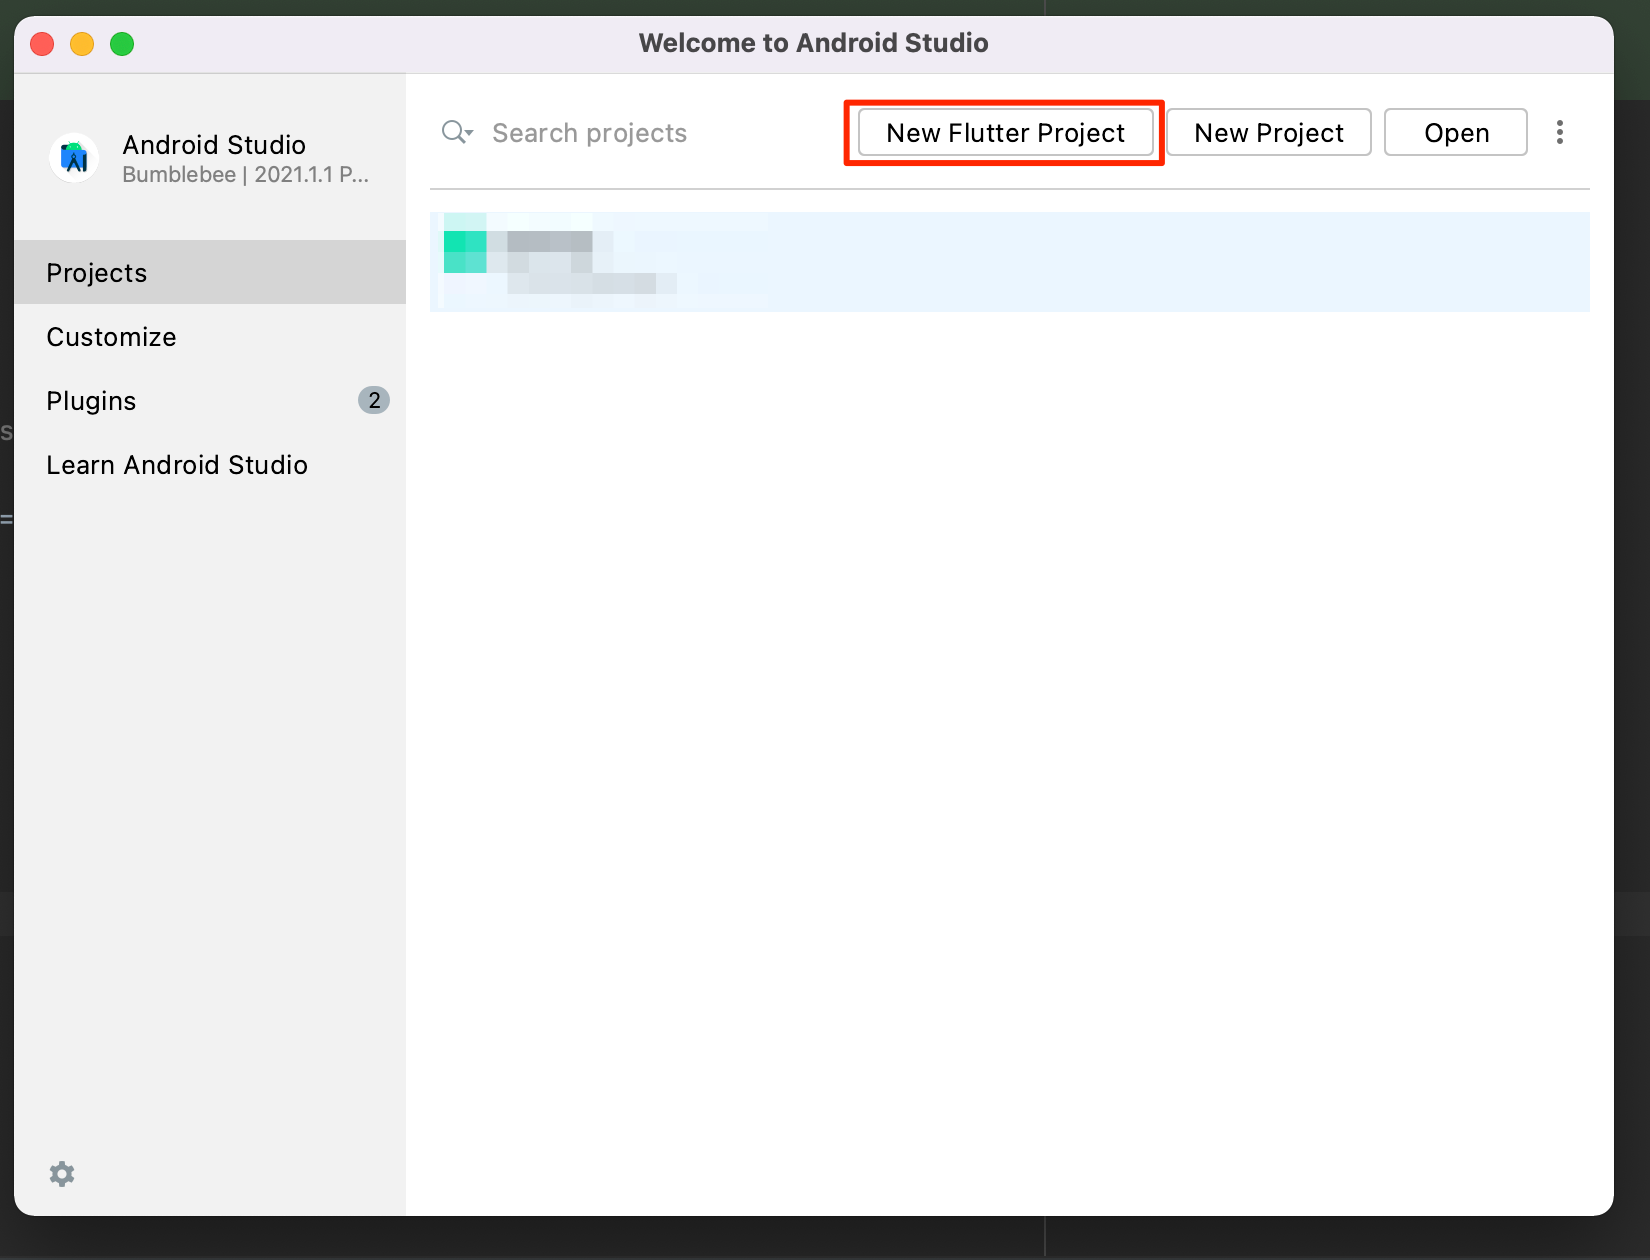 Welcome to Android Studio
Android Studio
Bumblebee | 2021.1.1 P...
Search projects
New Flutter Project
New Project
Open
Projects
Customize
Plugins
2
Learn Android Studio
s
=